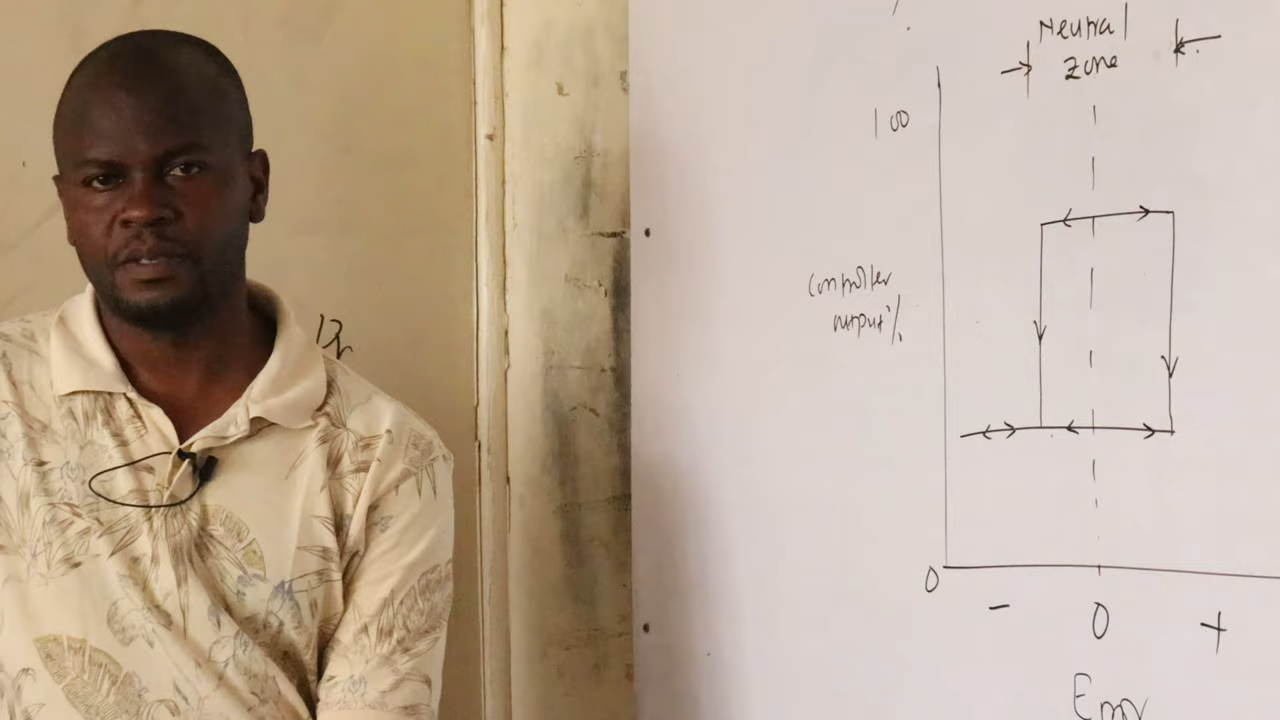 Neutral
zone
100
controller
output %
0
- 0 +
Error